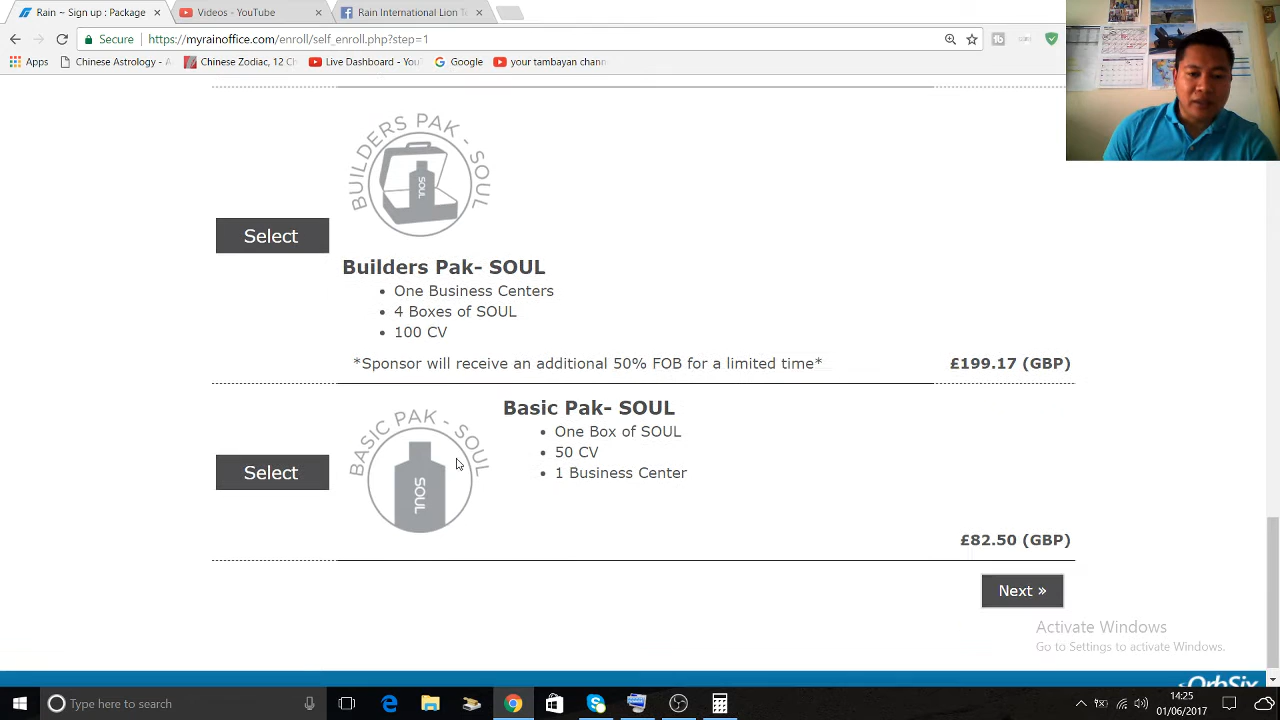 Rain ~ Sign up : Package
Videos - YouTube
Rain International Lion Te
Secure
https://myrainoffice.com/enroll/self_enroll.php?step=1
Apps
Chinese Astrology - A
Chinese Zodiac, 12 Ch
Live Dashboard - YouT
Google
your tambayan chann
BUILDERS PAK - SOUL
SOUL
Select
Builders Pak- SOUL
One Business Centers
4 Boxes of SOUL
100 CV
*Sponsor will receive an additional 50% FOB for a limited time*
£199.17 (GBP)
BASIC PAK - SOUL
SOUL
Select
Basic Pak- SOUL
One Box of SOUL
50 CV
1 Business Center
£82.50 (GBP)
Next »
Activate Windows
Go to Settings to activate Windows.
OrbSix
Type here to search
14:25
01/06/2017